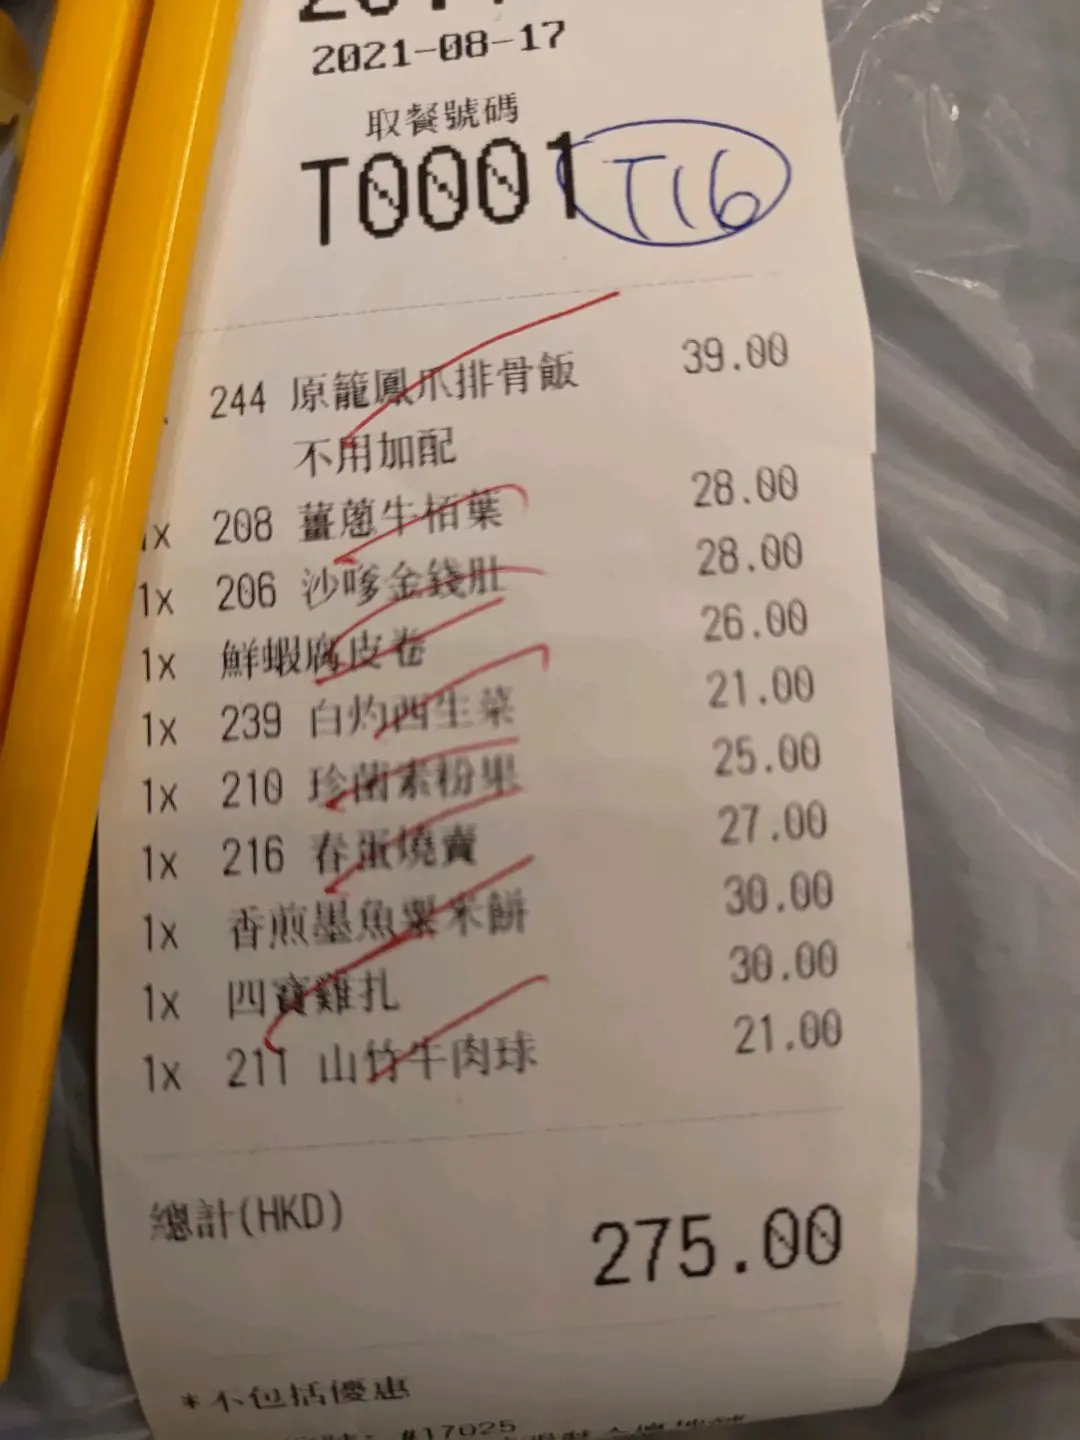 2021-08-17
取餐號碼
T0001 T16
244 原籠鳳爪排骨飯 39.00
不用加配
1x 208 薑蔥牛栢葉 28.00
1x 206 沙嗲金錢肚 28.00
1x 鮮蝦腐皮卷 26.00
1x 239 白灼西生菜 21.00
1x 210 珍菌素粉果 25.00
1x 216 春蛋燒賣 27.00
1x 香煎墨魚粟米餅 30.00
1x 四寶雞扎 30.00
1x 211 山竹牛肉球 21.00
總計(HKD)
275.00
*不包括優惠
#17025